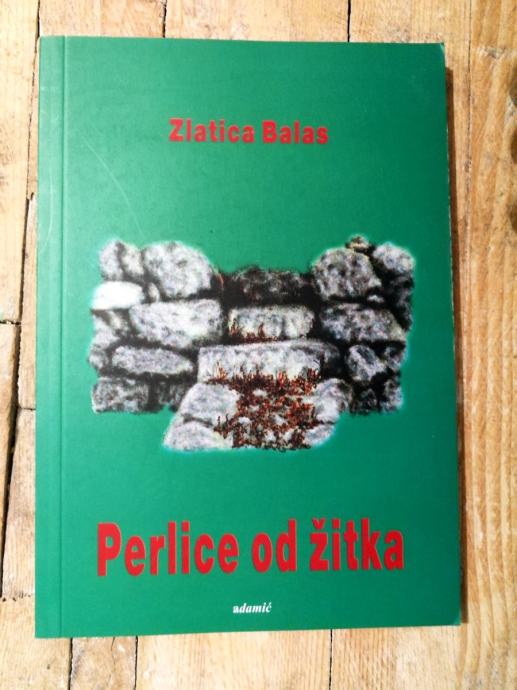 Zlatica Balas
Perlice od žitka
adamić